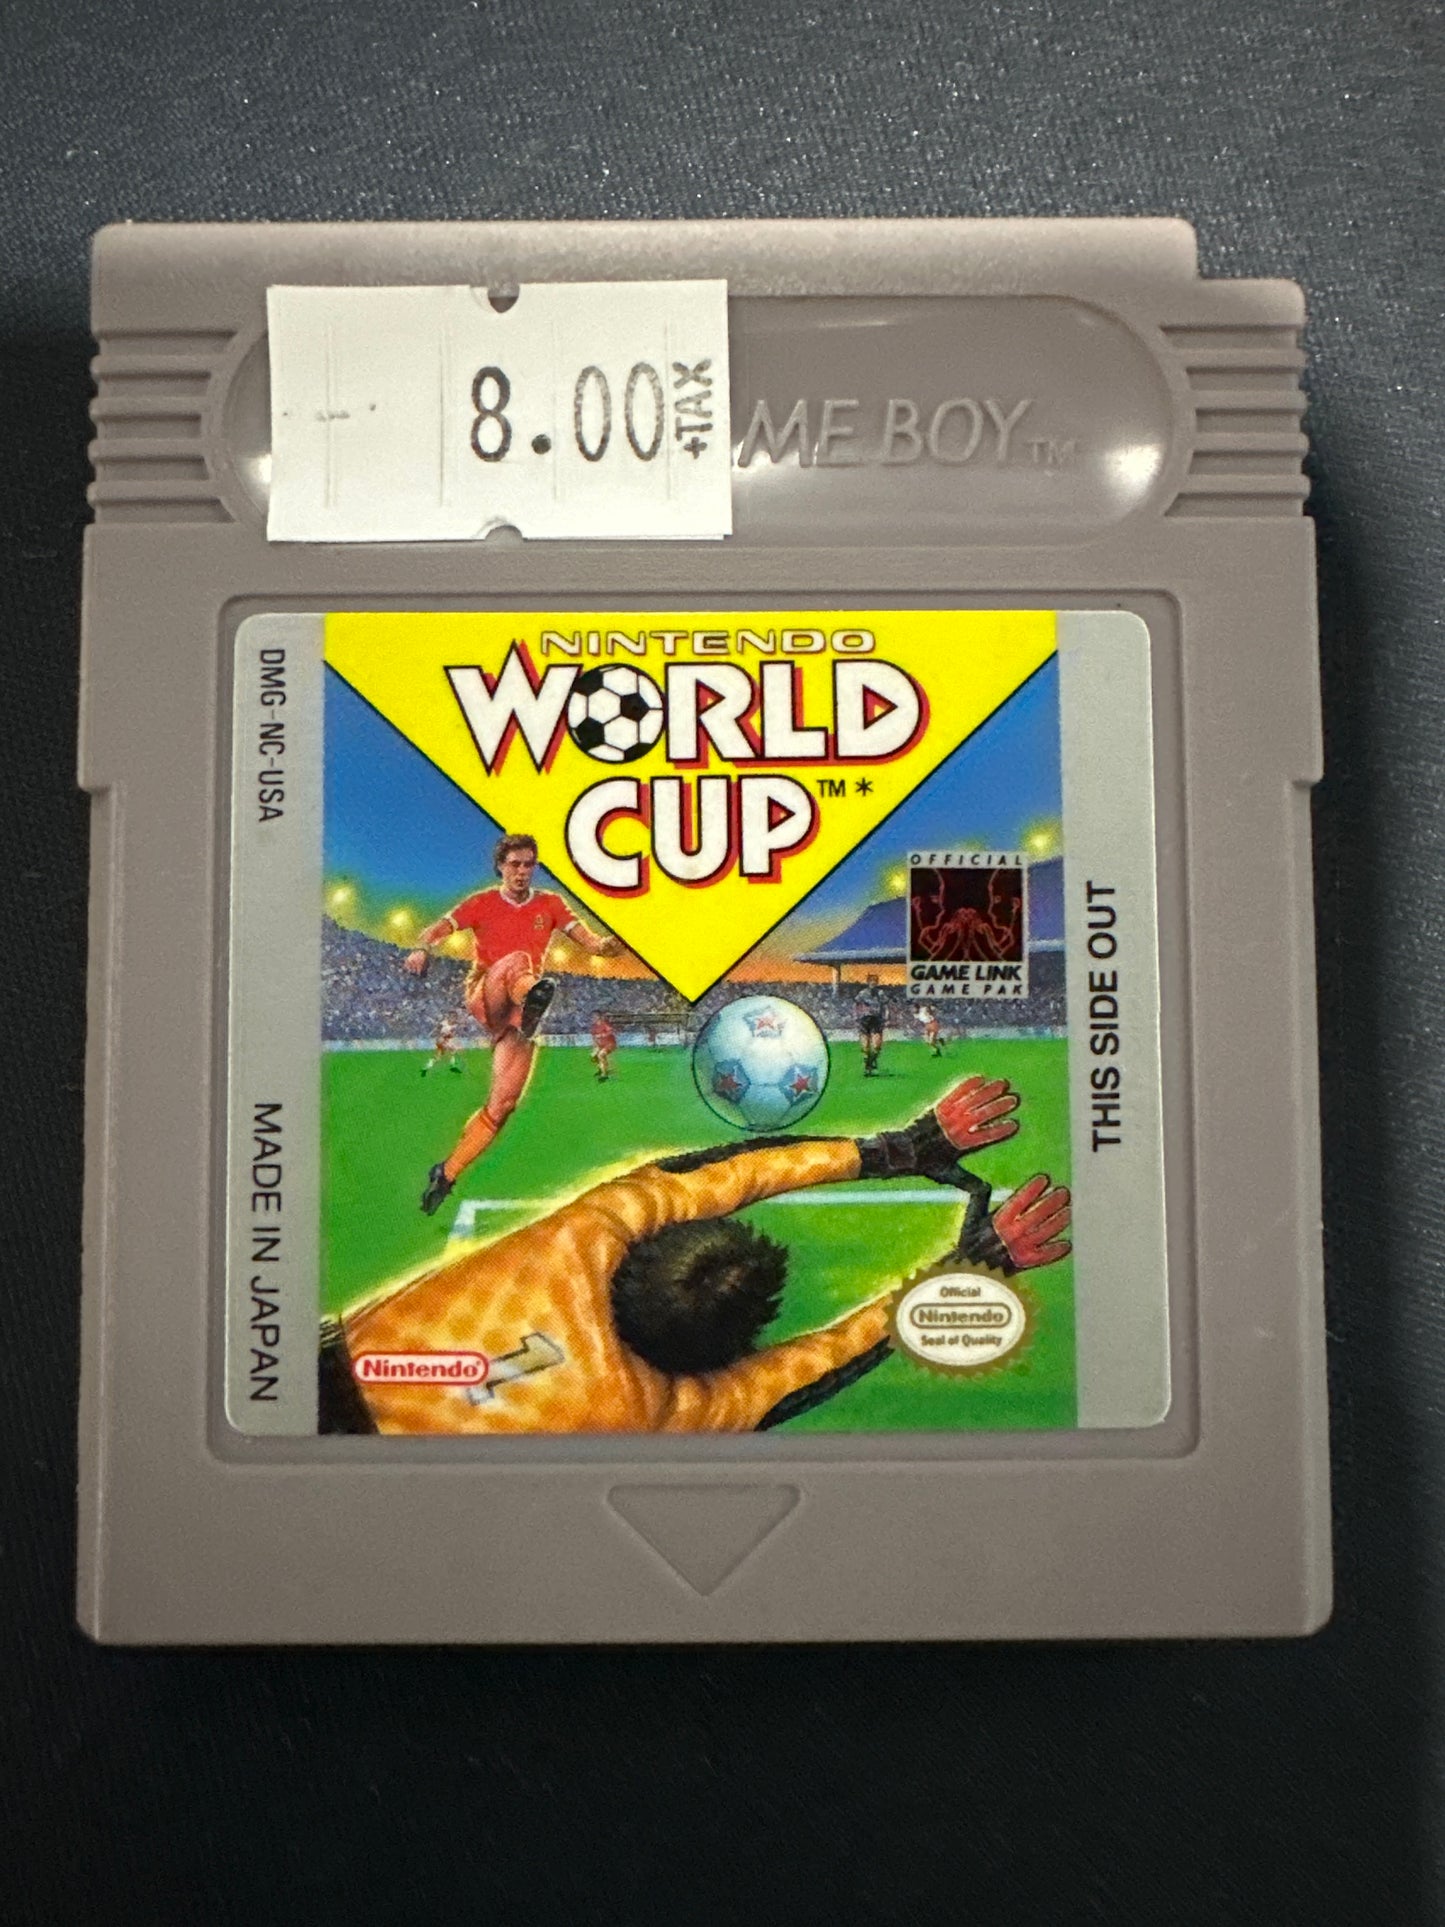 8.00 +TAX
ME BOY TM
NINTENDO
WORLD
CUP TM *
DMG-NC-USA
MADE IN JAPAN
OFFICIAL
GAME LINK
GAME PAK
THIS SIDE OUT
1
Nintendo®
Official
Nintendo
Seal of Quality